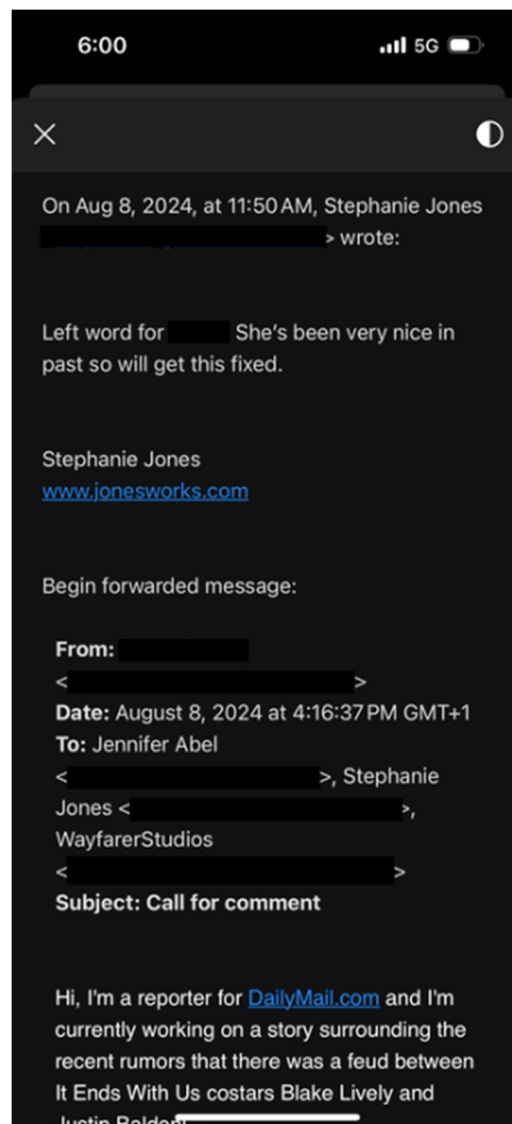 6:00 5G
On Aug 8, 2024, at 11:50 AM, Stephanie Jones
> wrote:
Left word for She's been very nice in
past so will get this fixed.
Stephanie Jones
www.jonesworks.com
Begin forwarded message:
From:
< >
Date: August 8, 2024 at 4:16:37 PM GMT+1
To: Jennifer Abel
< >, Stephanie
Jones < >,
WayfarerStudios
< >
Subject: Call for comment
Hi, I'm a reporter for DailyMail.com and I'm
currently working on a story surrounding the
recent rumors that there was a feud between
It Ends With Us costars Blake Lively and
Justin Baldoni